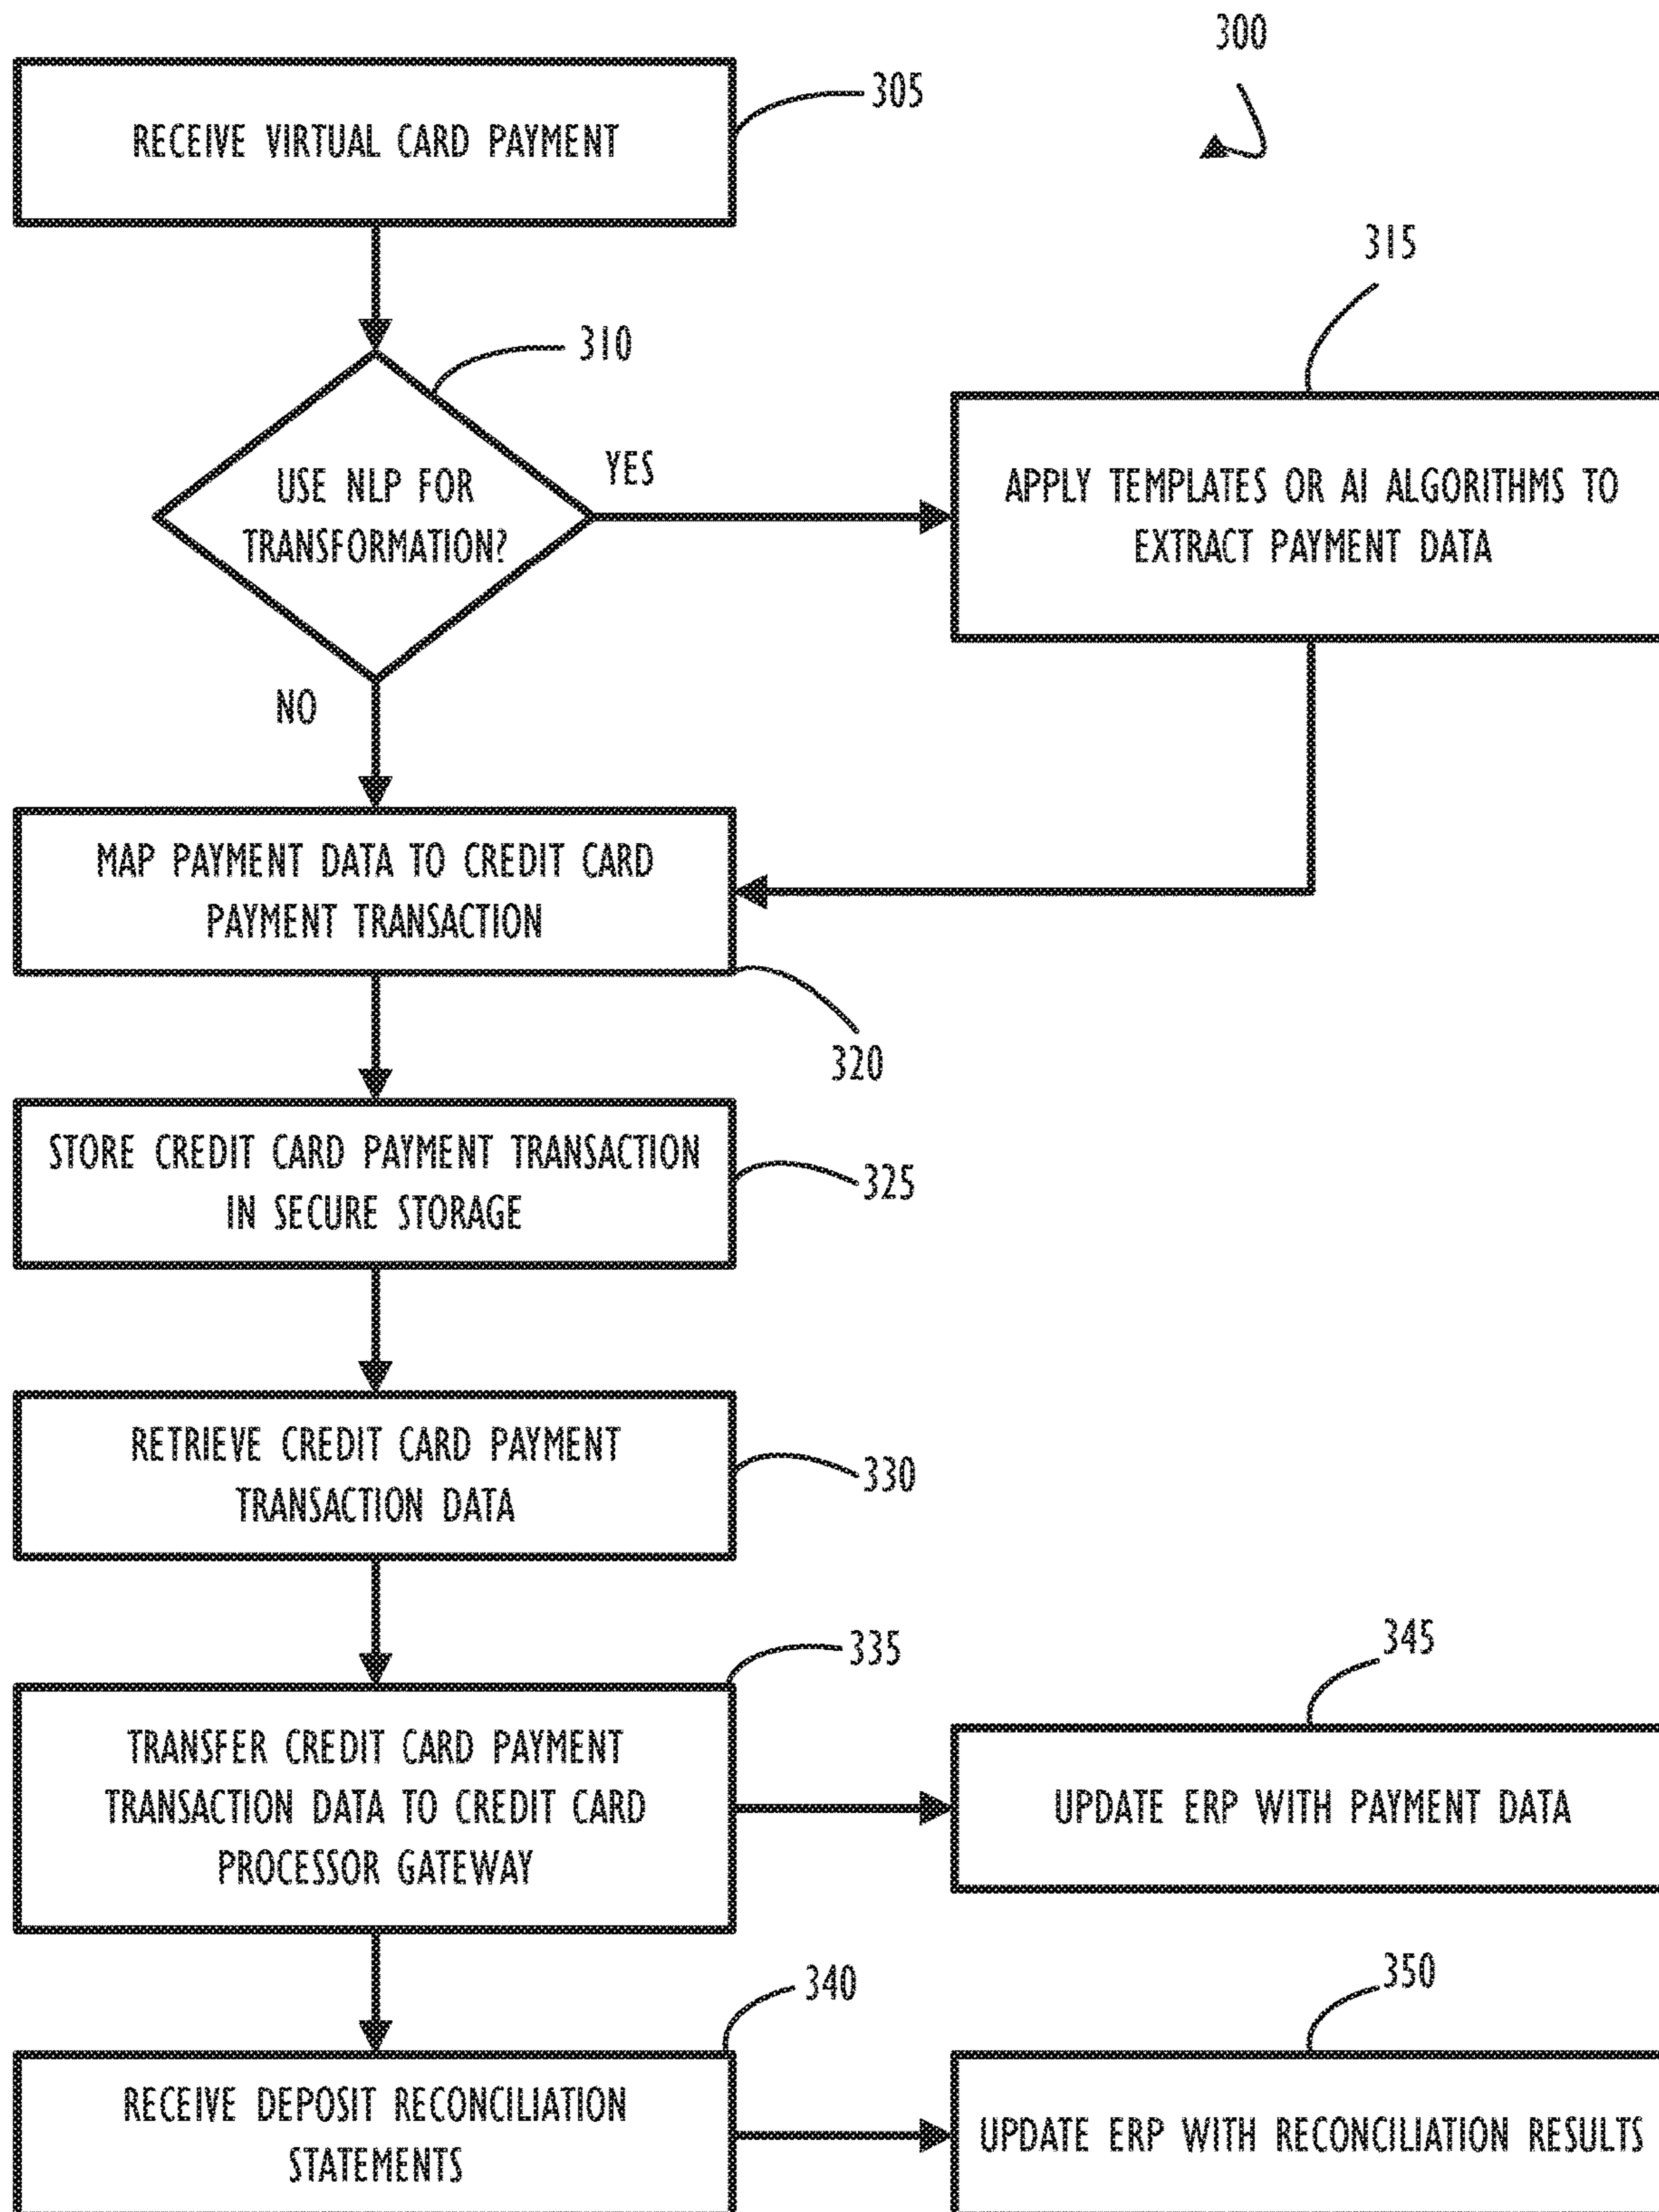 300
RECEIVE VIRTUAL CARD PAYMENT
305
310
USE NLP FOR
TRANSFORMATION?
YES
NO
315
APPLY TEMPLATES OR AI ALGORITHMS TO
EXTRACT PAYMENT DATA
MAP PAYMENT DATA TO CREDIT CARD
PAYMENT TRANSACTION
320
STORE CREDIT CARD PAYMENT TRANSACTION
IN SECURE STORAGE
325
RETRIEVE CREDIT CARD PAYMENT
TRANSACTION DATA
330
335
TRANSFER CREDIT CARD PAYMENT
TRANSACTION DATA TO CREDIT CARD
PROCESSOR GATEWAY
345
UPDATE ERP WITH PAYMENT DATA
340
RECEIVE DEPOSIT RECONCILIATION
STATEMENTS
350
UPDATE ERP WITH RECONCILIATION RESULTS